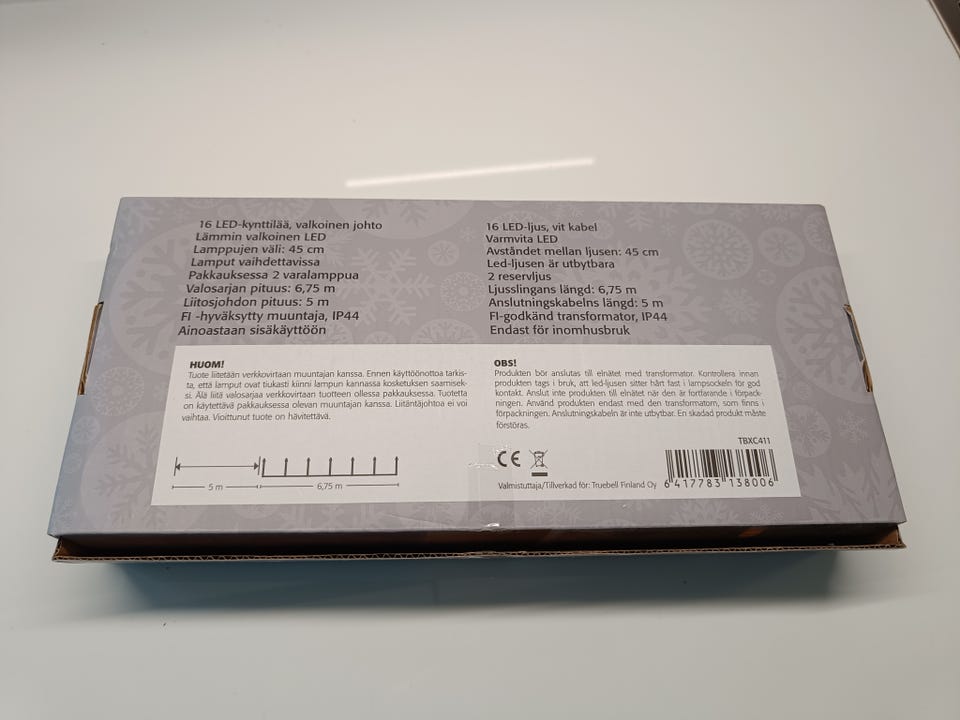 16 LED-kynttilää, valkoinen johto
Lämmin valkoinen LED
Lamppujen väli: 45 cm
Lamput vaihdettavissa
Pakkauksessa 2 varalamppua
Valosarjan pituus: 6,75 m
Liitosjohdon pituus: 5 m
FI -hyväksytty muuntaja, IP44
Ainoastaan sisäkäyttöön
16 LED-ljus, vit kabel
Varmvita LED
Avståndet mellan ljusen: 45 cm
Led-ljusen är utbytbara
2 reservljus
Ljusslingans längd: 6,75 m
Anslutningskabelns längd: 5 m
FI-godkänd transformator, IP44
Endast för inomhusbruk
HUOM!
Tuote liitetään verkkovirtaan muuntajan kanssa. Ennen käyttöönottoa tarkis-
ta, että lamput ovat tiukasti kiinni lampun kannassa kosketuksen saamisek-
si. Älä liitä valosarjaa verkkovirtaan tuotteen ollessa pakkauksessa. Tuotetta
on käytettävä pakkauksessa olevan muuntajan kanssa. Liitäntäjohtoa ei voi
vaihtaa. Vioittunut tuote on hävitettävä.
5 m
6,75 m
OBS!
Produkten bör anslutas till elnätet med transformator. Kontrollera innan
produkten tags i bruk, att led-ljusen sitter hårt fast i lampsockeln för god
kontakt. Anslut inte produkten till elnätet när den är fortfarande i förpack-
ningen. Använd produkten endast med den transformatorn, som finns i
förpackningen. Anslutningskabeln är inte utbytbar. En skadad produkt måste
förstöras.
TBXC411
CE
Valmistuttaja/Tillverkad för: Truebell Finland Oy
6 417783 138006